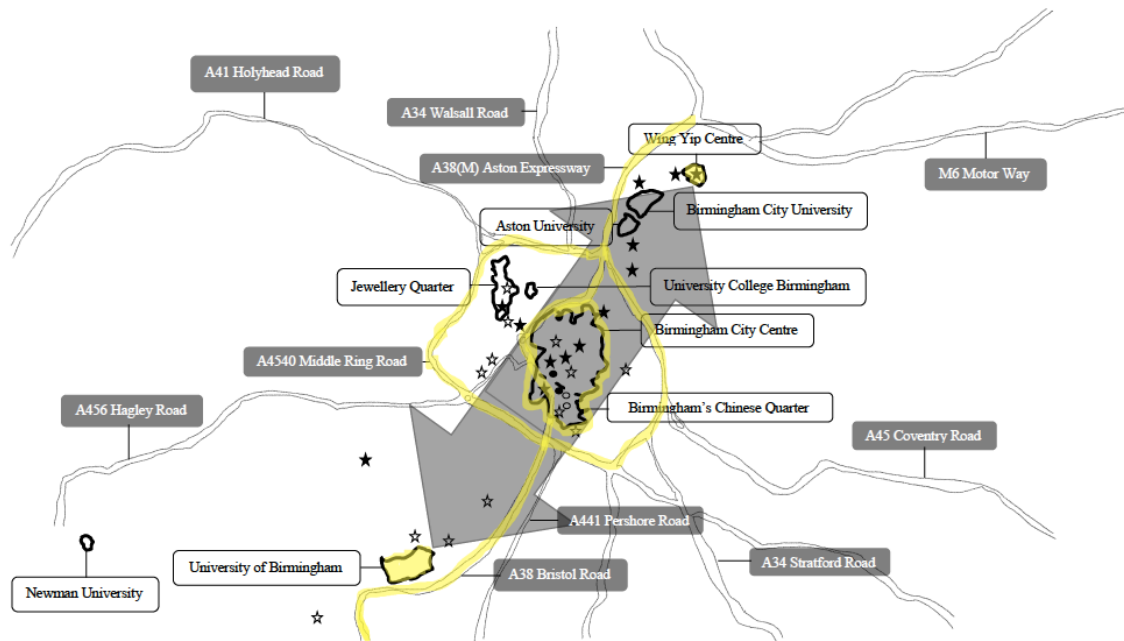 A41 Holyhead Road
A34 Walsall Road
Wing Yip Centre
A38(M) Aston Expressway
M6 Motor Way
Birmingham City University
Aston University
Jewellery Quarter
University College Birmingham
Birmingham City Centre
A4540 Middle Ring Road
A456 Hagley Road
Birmingham's Chinese Quarter
A45 Coventry Road
A441 Pershore Road
A34 Stratford Road
University of Birmingham
A38 Bristol Road
Newman University